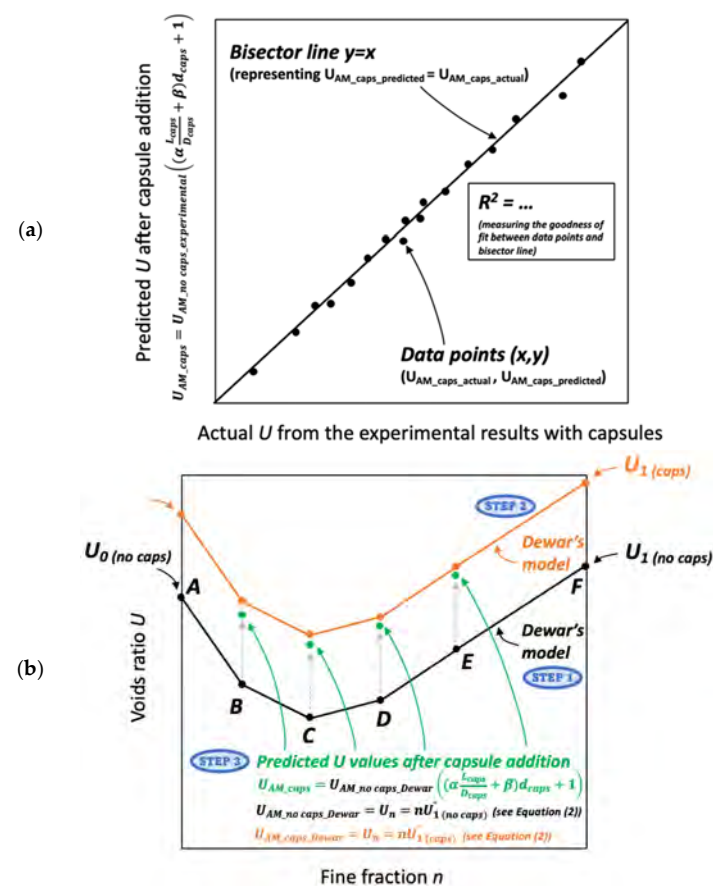 Predicted U after capsule addition
U_AM_caps = U_AM_no caps_experimental ((α L_caps/D_caps + β)d_caps + 1)
Bisector line y=x
(representing U_AM_caps_predicted = U_AM_caps_actual)
R² = ...
(measuring the goodness of
fit between data points and
bisector line)
(a)
Data points (x,y)
(U_AM_caps_actual , U_AM_caps_predicted)
Actual U from the experimental results with capsules
U_1 (caps)
STEP 2
U_0 (no caps)
Dewar's
model
U_1 (no caps)
A
F
Dewar's
model
E
STEP 1
(b)
Voids ratio U
B
D
C
STEP 3
Predicted U values after capsule addition
U_AM_caps = U_AM_no caps_Dewar ((α L_caps/D_caps + β)d_caps + 1)
U_AM_no caps_Dewar = U_n = nU_1 (no caps) (see Equation (2))
U_AM_caps_Dewar = U_n = nU_1 (caps) (see Equation (2))
Fine fraction n